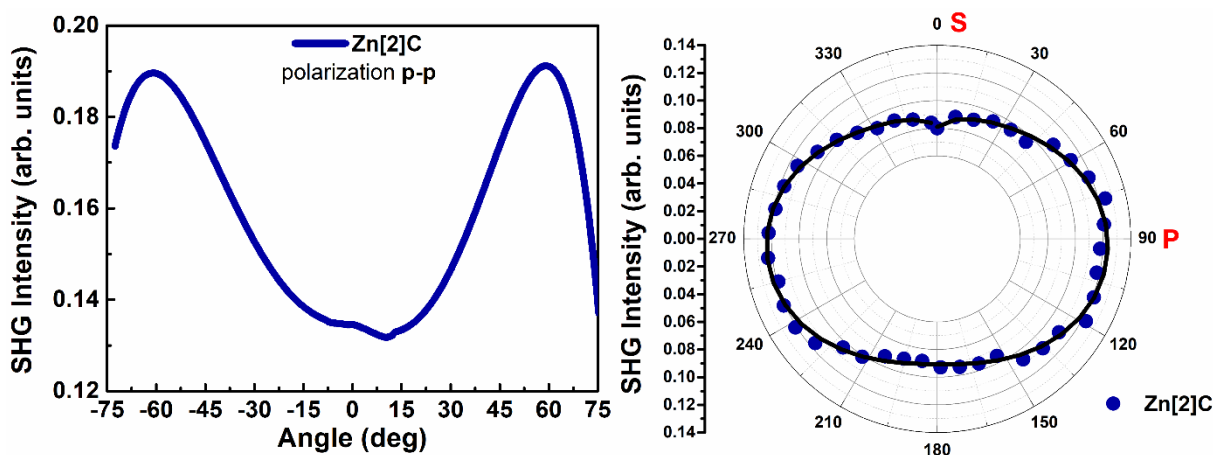 0.20
0.18
0.16
0.14
0.12
SHG Intensity (arb. units)
Zn[2]C
polarization p-p
-75 -60 -45 -30 -15 0 15 30 45 60 75
Angle (deg)
SHG Intensity (arb. units)
0.14
0.12
0.10
0.08
0.06
0.04
0.02
0.00
0.02
0.04
0.06
0.08
0.10
0.12
0.14
0 S
330 30
300 60
270 90 P
240 120
210 150
180
Zn[2]C